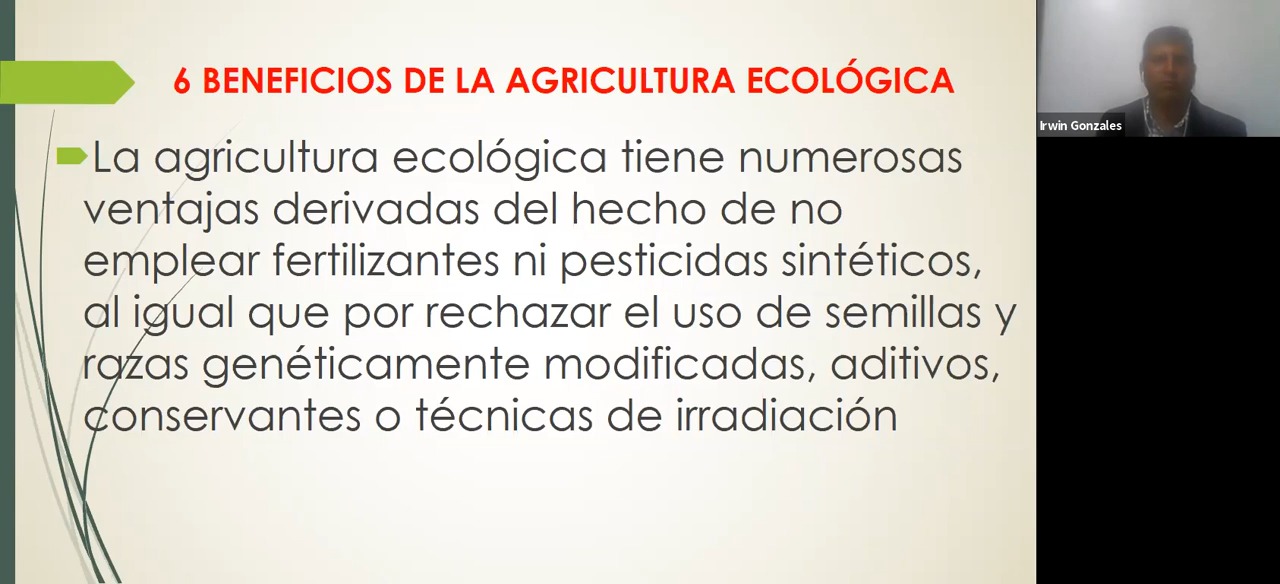 6 BENEFICIOS DE LA AGRICULTURA ECOLÓGICA
La agricultura ecológica tiene numerosas
ventajas derivadas del hecho de no
emplear fertilizantes ni pesticidas sintéticos,
al igual que por rechazar el uso de semillas y
razas genéticamente modificadas, aditivos,
conservantes o técnicas de irradiación
Irwin Gonzales